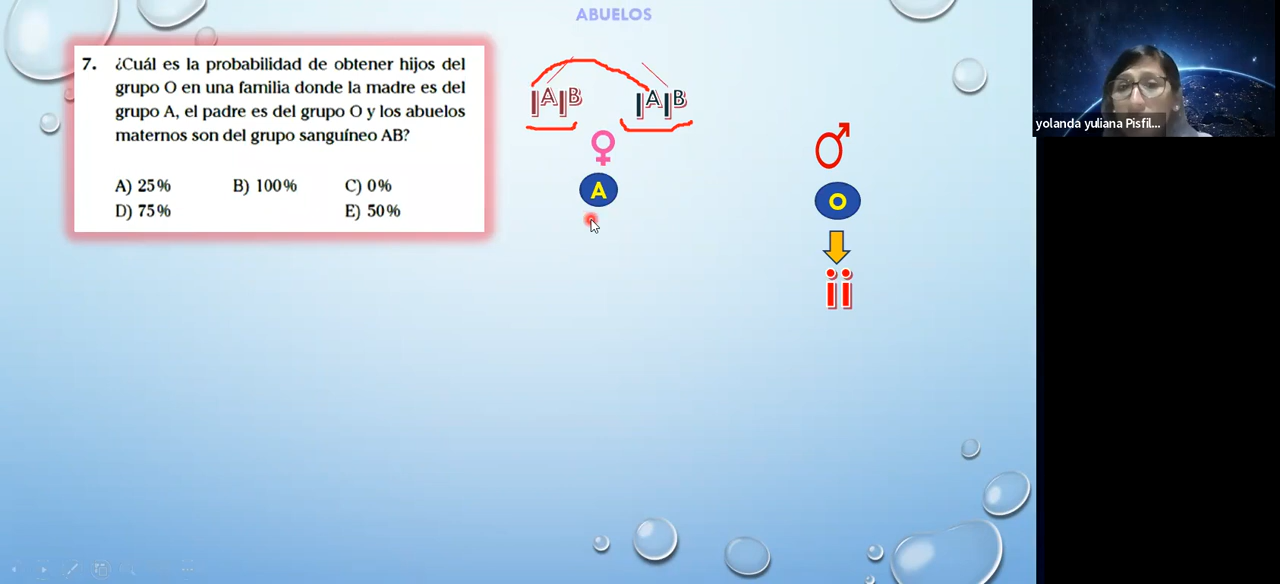 ABUELOS
7. ¿Cuál es la probabilidad de obtener hijos del
grupo O en una familia donde la madre es del
grupo A, el padre es del grupo O y los abuelos
maternos son del grupo sanguíneo AB?
A) 25% B) 100% C) 0%
D) 75% E) 50%
IAIB IAIB
A
O
ii
yolanda yuliana Pisfil...